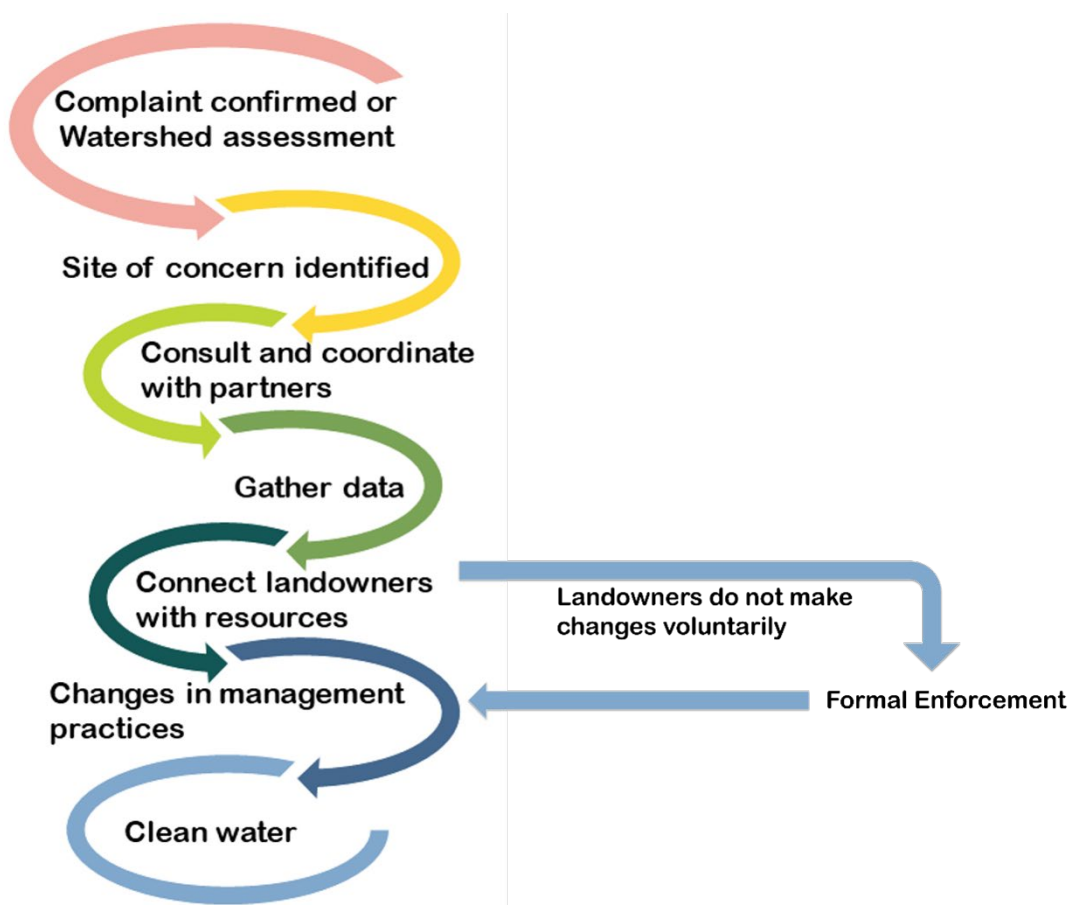 Complaint confirmed or
Watershed assessment
Site of concern identified
Consult and coordinate
with partners
Gather data
Connect landowners
with resources
Landowners do not make
changes voluntarily
Changes in management
practices
Formal Enforcement
Clean water